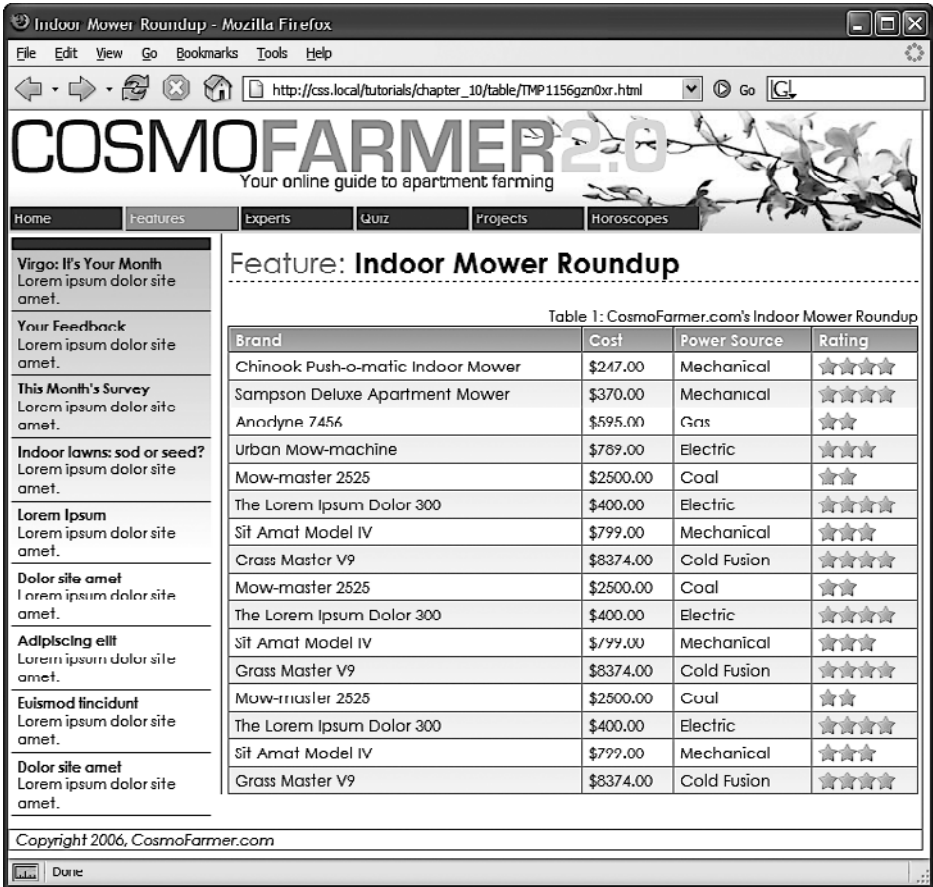 Indoor Mower Roundup - Mozilla Firefox
File Edit View Go Bookmarks Tools Help
http://css.local/tutorials/chapter_10/table/TMP1156gzn0xr.html Go G
COSMOFARMER2.0
Your online guide to apartment farming
Home Features Experts Quiz Projects Horoscopes
Virgo: It's Your Month
Lorem ipsum dolor site
amet.
Your Feedback
Lorem ipsum dolor site
amet.
This Month's Survey
Lorem ipsum dolor site
amet.
Indoor lawns: sod or seed?
Lorem ipsum dolor site
amet.
Lorem Ipsum
Lorem ipsum dolor site
amet.
Dolor site amet
Lorem ipsum dolor site
amet.
Adipiscing elit
Lorem ipsum dolor site
amet.
Euismod tincidunt
Lorem ipsum dolor site
amet.
Dolor site amet
Lorem ipsum dolor site
amet.
Feature: Indoor Mower Roundup
Table 1: CosmoFarmer.com's Indoor Mower Roundup
Brand Cost Power Source Rating
Chinook Push-o-matic Indoor Mower $247.00 Mechanical
Sampson Deluxe Apartment Mower $370.00 Mechanical
Anodyne 7456 $595.00 Gas
Urban Mow-machine $789.00 Electric
Mow-master 2525 $2500.00 Coal
The Lorem Ipsum Dolor 300 $400.00 Electric
Sit Amat Model IV $799.00 Mechanical
Grass Master V9 $8374.00 Cold Fusion
Mow-master 2525 $2500.00 Coal
The Lorem Ipsum Dolor 300 $400.00 Electric
Sit Amat Model IV $799.00 Mechanical
Grass Master V9 $8374.00 Cold Fusion
Mow-master 2525 $2500.00 Coal
The Lorem Ipsum Dolor 300 $400.00 Electric
Sit Amat Model IV $799.00 Mechanical
Grass Master V9 $8374.00 Cold Fusion
Copyright 2006, CosmoFarmer.com
Done